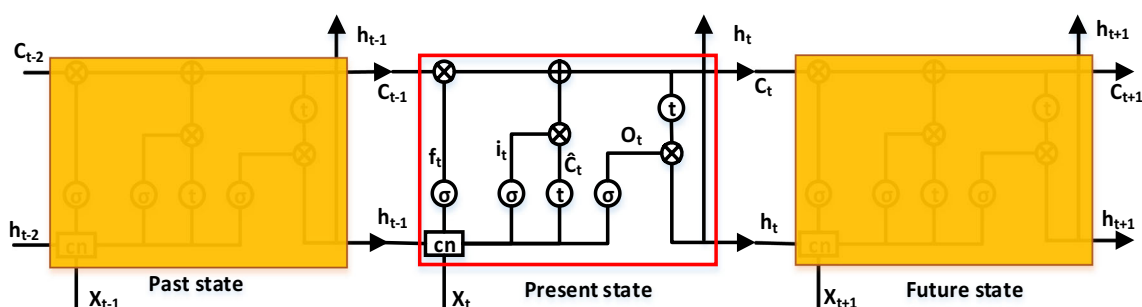 h_{t-1} h_t h_{t+1}
C_{t-2} C_{t-1} C_t C_{t+1}
t t t
f_t i_t Ĉ_t O_t
σ σ t σ σ σ t σ σ σ t σ
h_{t-2} h_{t-1} h_t h_{t+1}
cn cn cn
X_{t-1} Past state X_t Present state X_{t+1} Future state